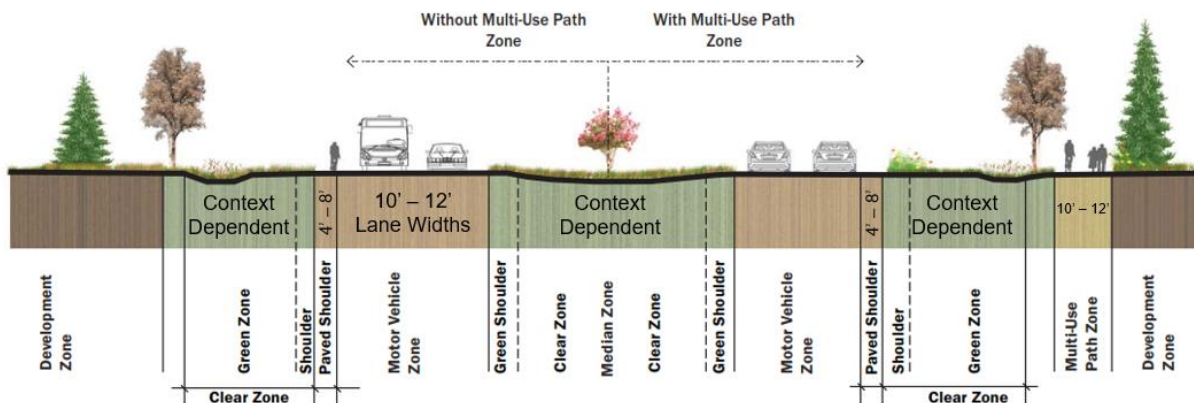 Without Multi-Use Path
Zone
With Multi-Use Path
Zone
Context
Dependent
4' – 8'
10' – 12'
Lane Widths
Context
Dependent
4' – 8'
Context
Dependent
10' – 12'
Development
Zone
Green Zone
Shoulder
Paved Shoulder
Motor Vehicle
Zone
Green Shoulder
Clear Zone
Median Zone
Clear Zone
Green Shoulder
Motor Vehicle
Zone
Paved Shoulder
Shoulder
Green Zone
Multi-Use
Path Zone
Development
Zone
Clear Zone
Clear Zone